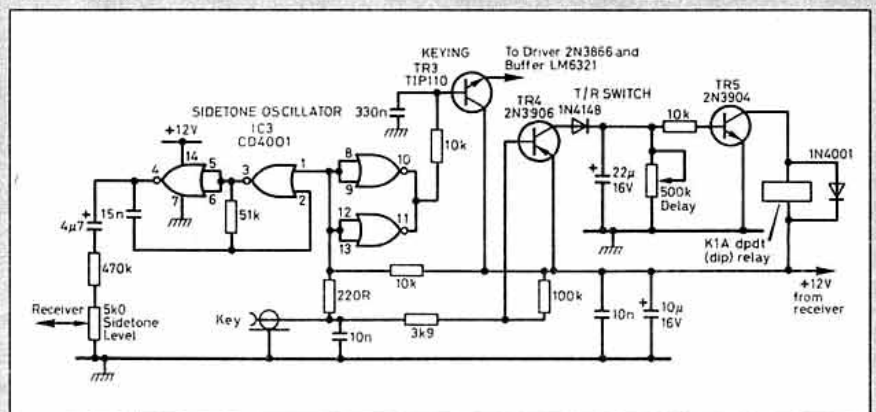 KEYING
TR3
TIP110
To Driver 2N3866 and
Buffer LM6321
TR4
2N3906
T/R SWITCH
1N4148
TR5
2N3904
330n
SIDETONE OSCILLATOR
IC3
CD4001
+12V
10k
10k
1N4001
14
4
5
6
7
3
1
2
8
9
10
12
13
11
22µ
16V
500k
Delay
4µ7
+
15n
51k
+
K1A dpdt
(dip) relay
470k
10k
220R
100k
+12V
from
receiver
Receiver
5k0
Sidetone
Level
Key
10n
3k9
10n
+
10µ
16V